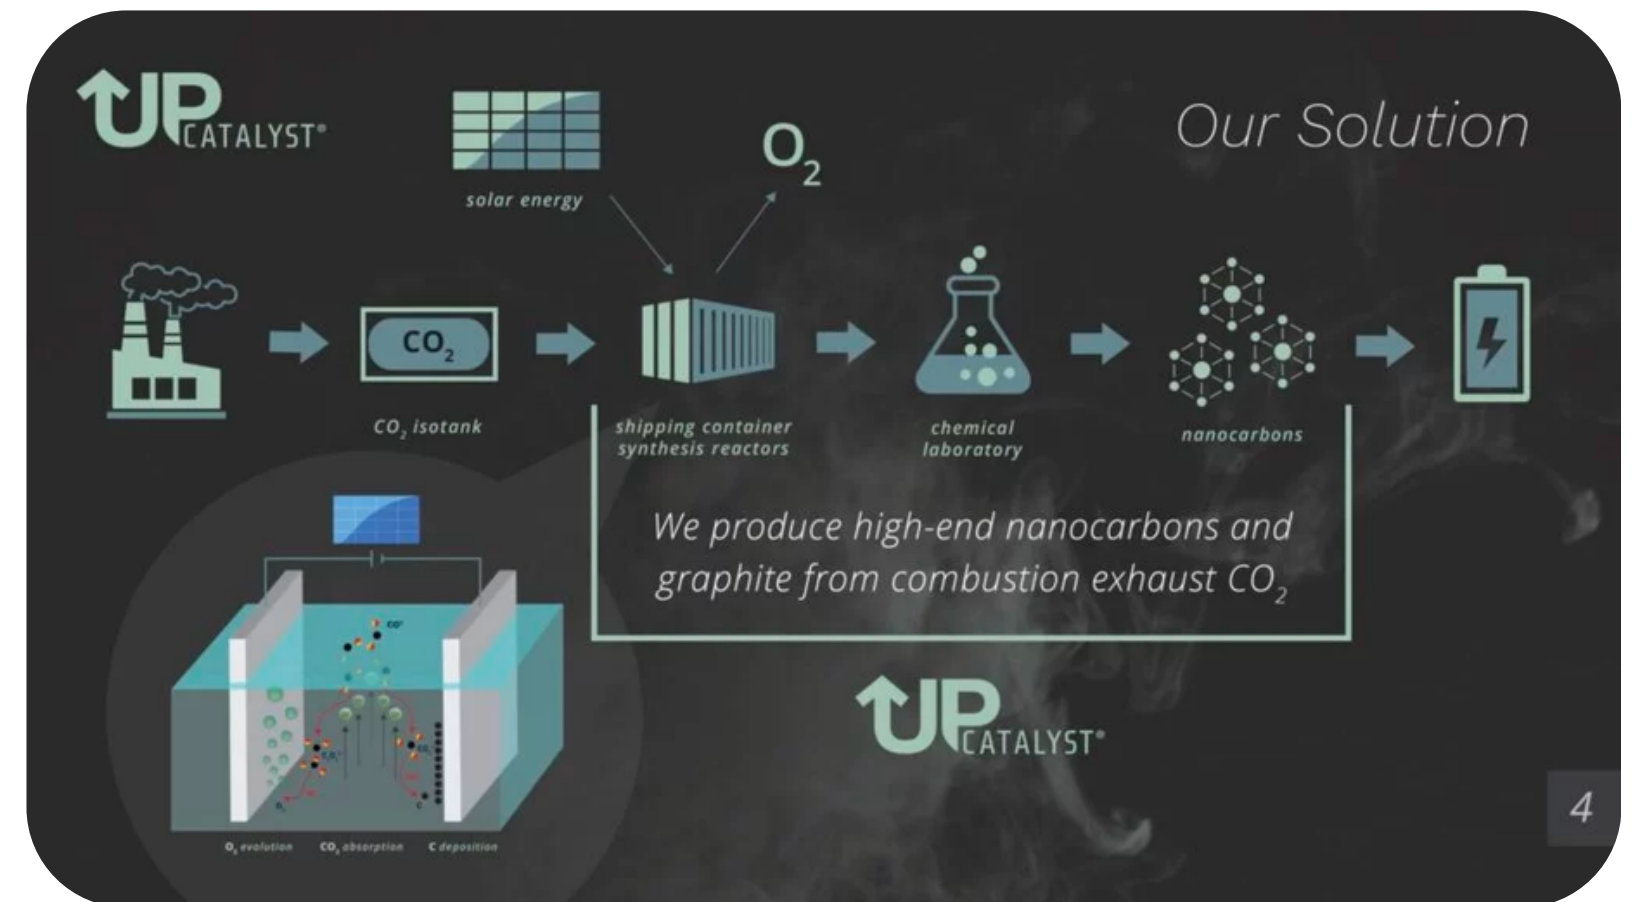 UP
CATALYST®
Our Solution
solar energy
O₂
CO₂
CO₂ isotank
shipping container
synthesis reactors
chemical
laboratory
nanocarbons
We produce high-end nanocarbons and
graphite from combustion exhaust CO₂
UP
CATALYST®
O₂ evolution
CO₂ absorption
C deposition
4